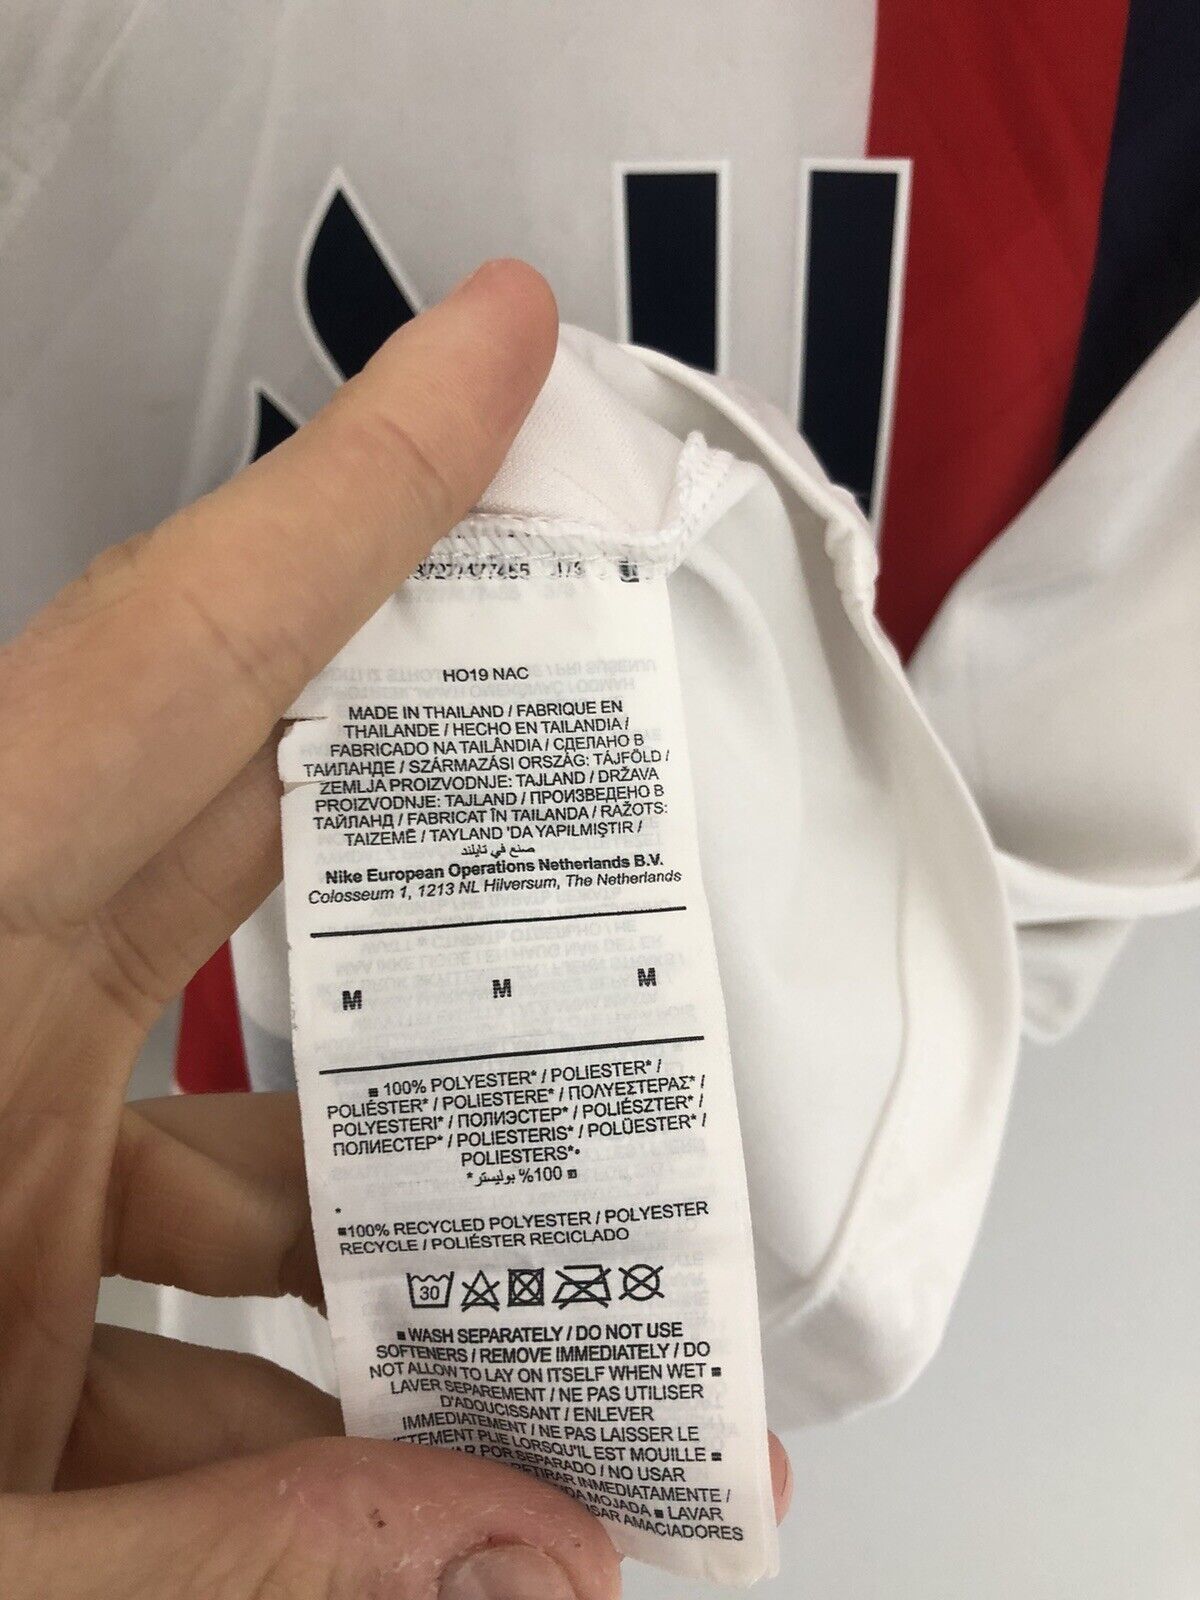 HO19 NAC
MADE IN THAILAND / FABRIQUE EN
THAILANDE / HECHO EN TAILANDIA /
FABRICADO NA TAILÂNDIA / СДЕЛАНО В
ТАИЛАНДЕ / SZÁRMAZÁSI ORSZÁG: TÁJFÖLD /
ZEMLJA PROIZVODNJE: TAJLAND / DRŽAVA
PROIZVODNJE: TAJLAND / ПРОИЗВЕДЕНО В
ТАЙЛАНД / FABRICAT ÎN TAILANDA / RAŽOTS:
TAIZEMĒ / TAYLAND 'DA YAPILMIŞTIR /
صنع في تايلند
Nike European Operations Netherlands B.V.
Colosseum 1, 1213 NL Hilversum, The Netherlands
M M M
100% POLYESTER* / POLIESTER* /
POLIÉSTER* / POLIESTERE* / ΠΟΛΥΕΣΤΕΡΑΣ* /
POLYESTERI* / ПОЛИЭСТЕР* / POLIÉSZTER* /
ПОЛИЕСТЕР* / POLIESTERIS* / POLÜESTER* /
POLIESTERS*
100% بوليستر*
*
100% RECYCLED POLYESTER / POLYESTER
RECYCLE / POLIÉSTER RECICLADO
30
WASH SEPARATELY / DO NOT USE
SOFTENERS / REMOVE IMMEDIATELY / DO
NOT ALLOW TO LAY ON ITSELF WHEN WET
LAVER SEPAREMENT / NE PAS UTILISER
D'ADOUCISSANT / ENLEVER
IMMEDIATEMENT / NE PAS LAISSER LE
PLIE LORSQU'IL EST MOUILLE
POR SEPARADO / NO USAR
RETIRAR INMEDIATAMENTE /
MOJADA LAVAR
AMACIADORES